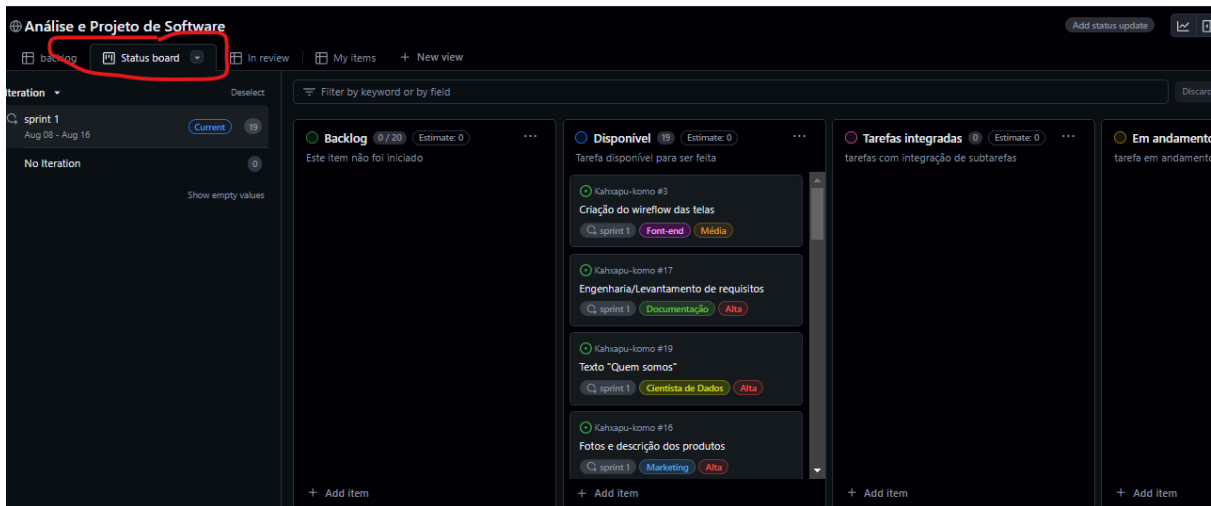 Análise e Projeto de Software
Add status update
backlog
Status board
In review
My items
+ New view
Iteration
Deselect
Filter by keyword or by field
Discard
sprint 1
Aug 08 - Aug 16
Current
19
No Iteration
0
Show empty values
Backlog 0 / 20 Estimate: 0 ...
Este item não foi iniciado
+ Add item
Disponível 19 Estimate: 0 ...
Tarefa disponível para ser feita
Kahxapu-komo #3
Criação do wireflow das telas
sprint 1 Font-end Média
Kahxapu-komo #17
Engenharia/Levantamento de requisitos
sprint 1 Documentação Alta
Kahxapu-komo #19
Texto "Quem somos"
sprint 1 Cientista de Dados Alta
Kahxapu-komo #16
Fotos e descrição dos produtos
sprint 1 Marketing Alta
+ Add item
Tarefas integradas 0 Estimate: 0 ...
tarefas com integração de subtarefas
+ Add item
Em andamento
tarefa em andamento
+ Add item